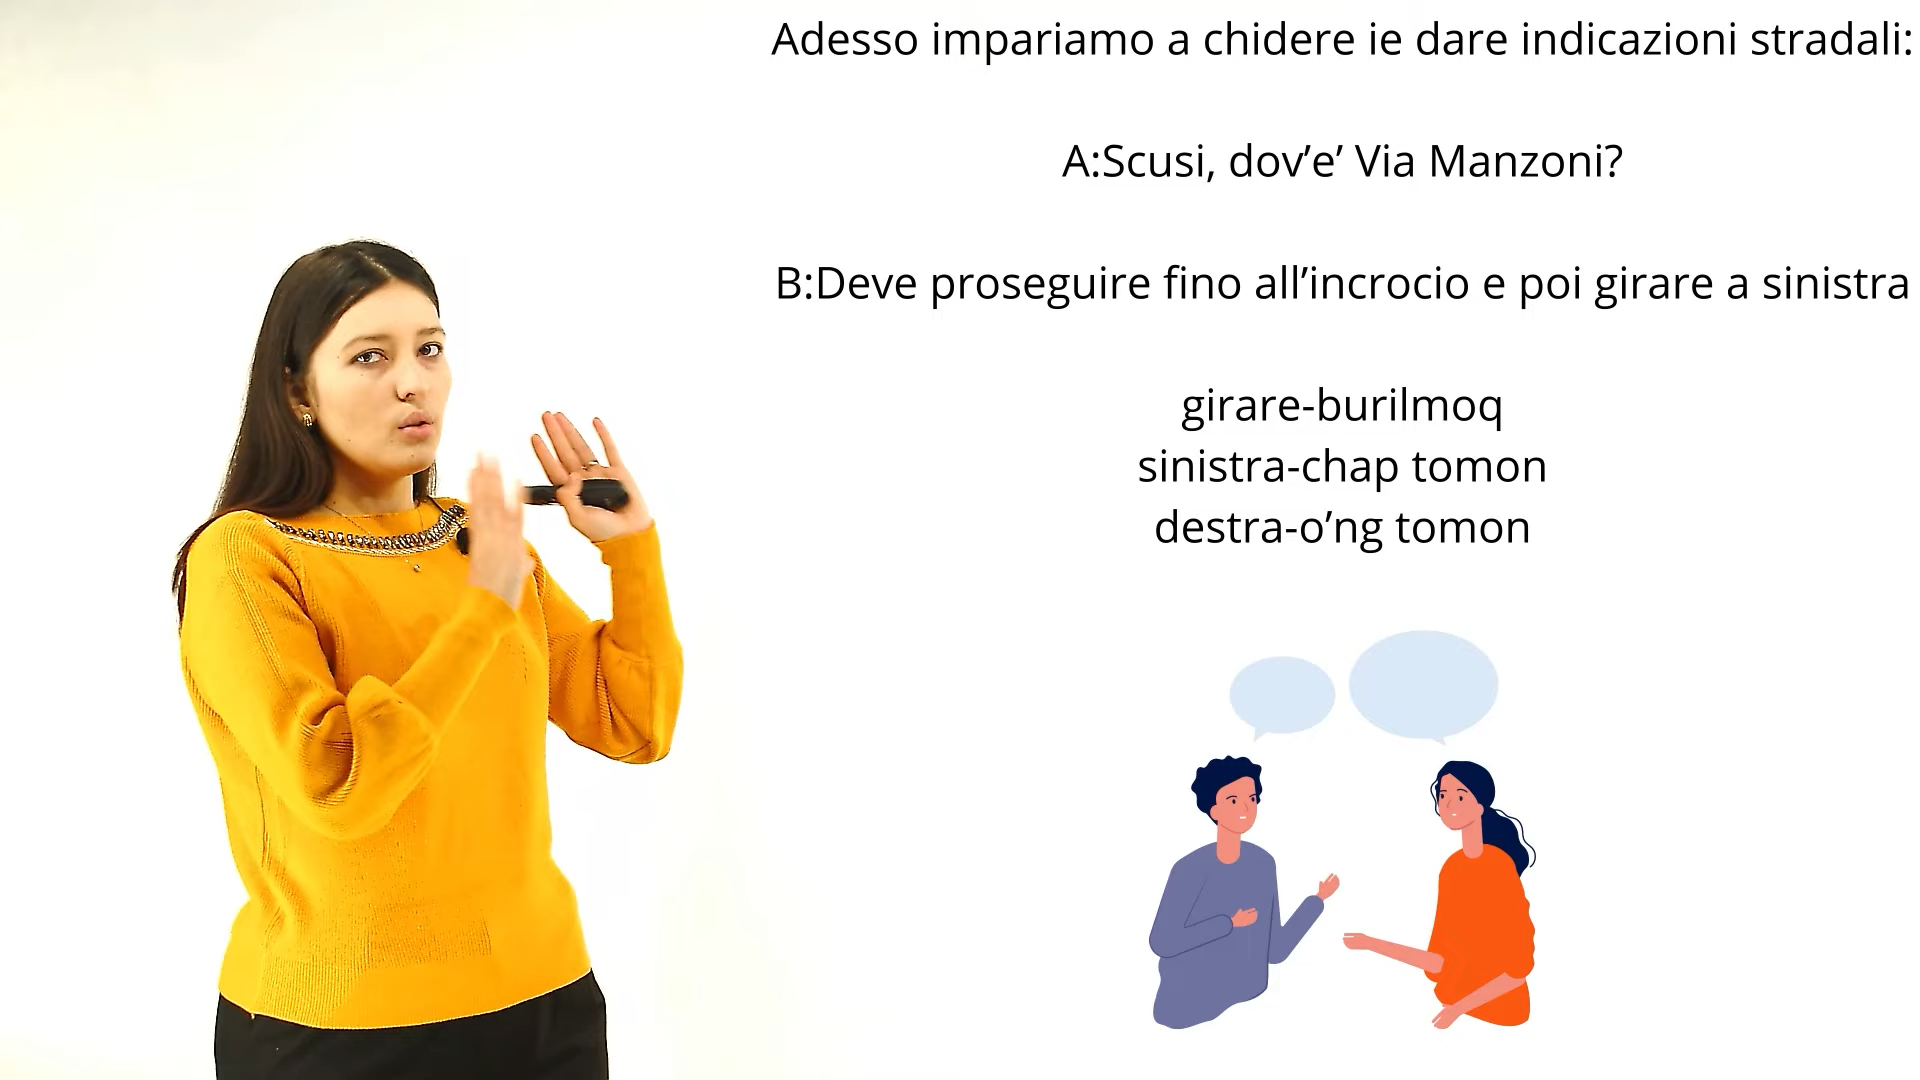 Adesso impariamo a chidere ie dare indicazioni stradali:
A:Scusi, dov’e’ Via Manzoni?
B:Deve proseguire fino all’incrocio e poi girare a sinistra
girare-burilmoq
sinistra-chap tomon
destra-o’ng tomon